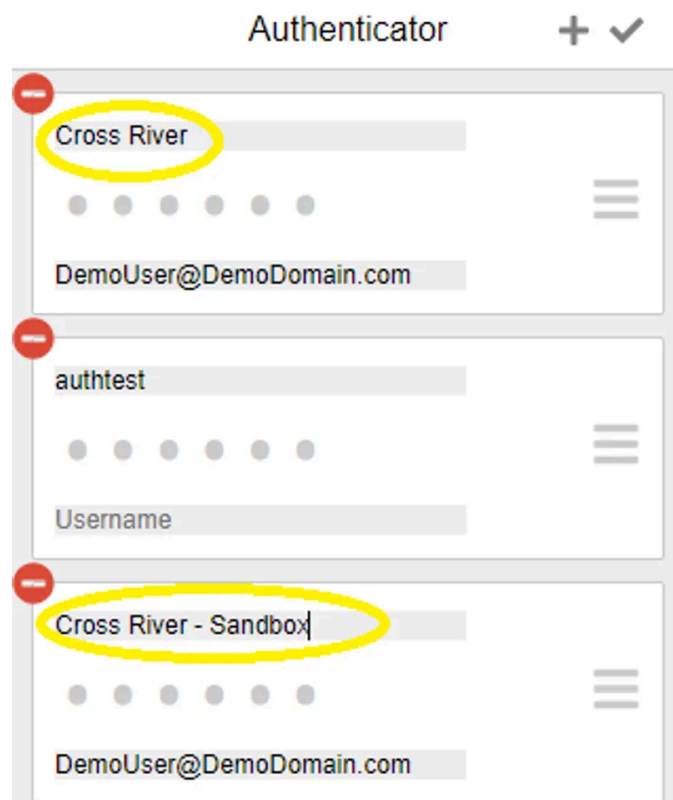 Authenticator
Cross River
DemoUser@DemoDomain.com
authtest
Username
Cross River - Sandbox
DemoUser@DemoDomain.com